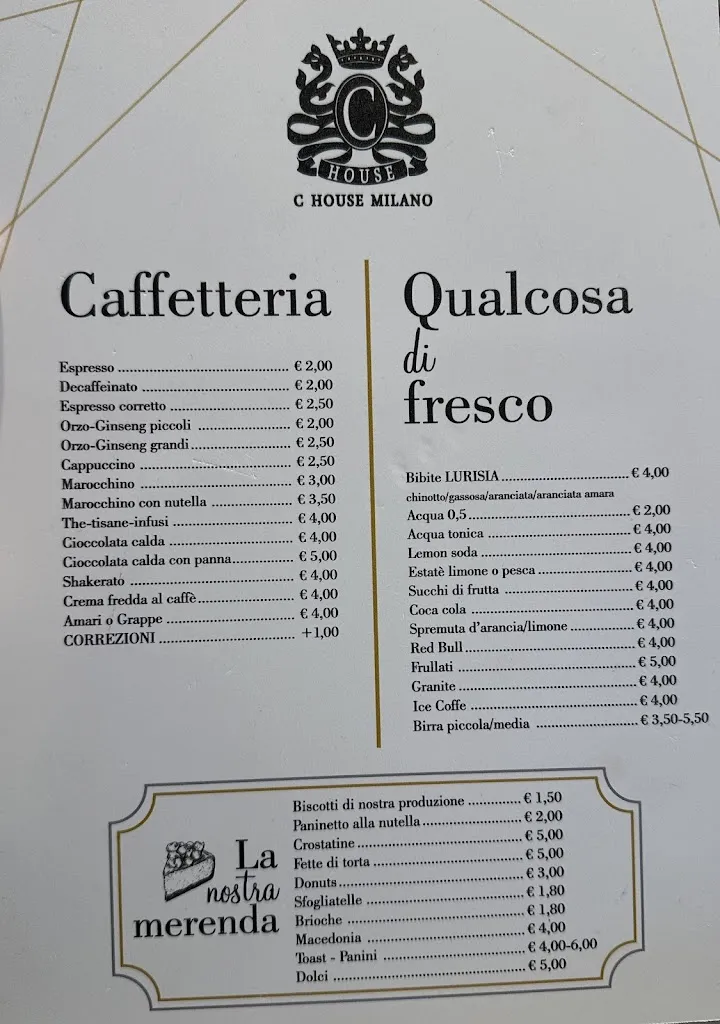 C
HOUSE
C HOUSE MILANO
Caffetteria
Espresso ........................................... € 2,00
Decaffeinato ..................................... € 2,00
Espresso corretto .............................. € 2,50
Orzo-Ginseng piccoli ........................ € 2,00
Orzo-Ginseng grandi ......................... € 2,50
Cappuccino ...................................... € 2,50
Marocchino ...................................... € 3,00
Marocchino con nutella .................... € 3,50
The-tisane-infusi .............................. € 4,00
Cioccolata calda ................................ € 4,00
Cioccolata calda con panna............... € 5,00
Shakerato ......................................... € 4,00
Crema fredda al caffè........................ € 4,00
Amari o Grappe ................................ € 4,00
CORREZIONI .................................. +1,00
Qualcosa
di
fresco
Bibite LURISIA ................................ € 4,00
chinotto/gassosa/aranciata/aranciata amara
Acqua 0,5 ......................................... € 2,00
Acqua tonica .................................... € 4,00
Lemon soda ...................................... € 4,00
Estatè limone o pesca ........................ € 4,00
Succhi di frutta ................................ € 4,00
Coca cola ......................................... € 4,00
Spremuta d'arancia/limone ................ € 4,00
Red Bull ........................................... € 4,00
Frullati ............................................. € 5,00
Granite ............................................. € 4,00
Ice Coffe ........................................... € 4,00
Birra piccola/media .......................... € 3,50-5,50
La
nostra
merenda
Biscotti di nostra produzione ............. € 1,50
Paninetto alla nutella ......................... € 2,00
Crostatine ......................................... € 5,00
Fette di torta ..................................... € 5,00
Donuts .............................................. € 3,00
Sfogliatelle ........................................ € 1,80
Brioche ............................................. € 1,80
Macedonia ........................................ € 4,00
Toast - Panini ................................... € 4,00-6,00
Dolci ................................................ € 5,00